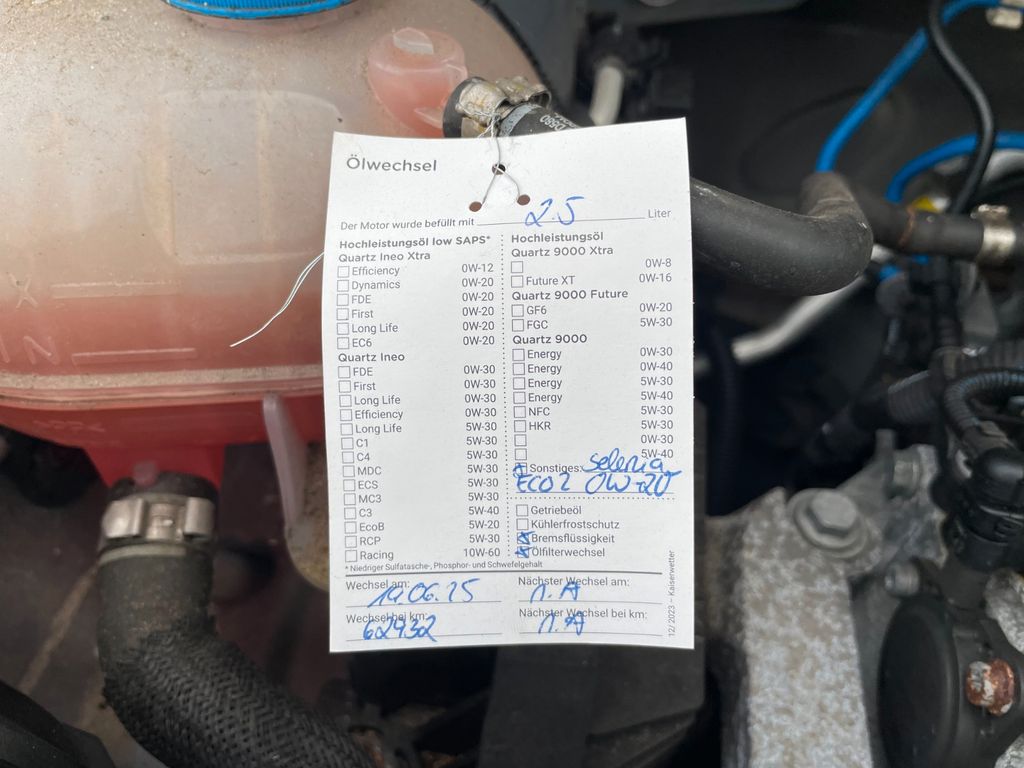 Ölwechsel
Der Motor wurde befüllt mit 2.5 Liter
Hochleistungsöl low SAPS*
Quartz Ineo Xtra
Efficiency 0W-12
Dynamics 0W-20
FDE 0W-20
First 0W-20
Long Life 0W-20
EC6 0W-20
Quartz Ineo
FDE 0W-30
First 0W-30
Long Life 0W-30
Efficiency 0W-30
Long Life 5W-30
C1 5W-30
C4 5W-30
MDC 5W-30
ECS 5W-30
MC3 5W-30
C3 5W-40
EcoB 5W-20
RCP 5W-30
Racing 10W-60
Hochleistungsöl
Quartz 9000 Xtra
0W-8
Future XT 0W-16
Quartz 9000 Future
GF6 0W-20
FGC 5W-30
Quartz 9000
Energy 0W-30
Energy 0W-40
Energy 5W-30
Energy 5W-40
NFC 5W-30
HKR 5W-30
0W-30
5W-40
Sonstiges: selenia
ECO2 0W-20
Getriebeöl
Kühlerfrostschutz
Bremsflüssigkeit
Ölfilterwechsel
* Niedriger Sulfatasche-, Phosphor- und Schwefelgehalt
Wechsel am: 19.06.25
Nächster Wechsel am: n.A
Wechsel bei km: 62932
Nächster Wechsel bei km: n.A
12/2023 – Kaiserwetter